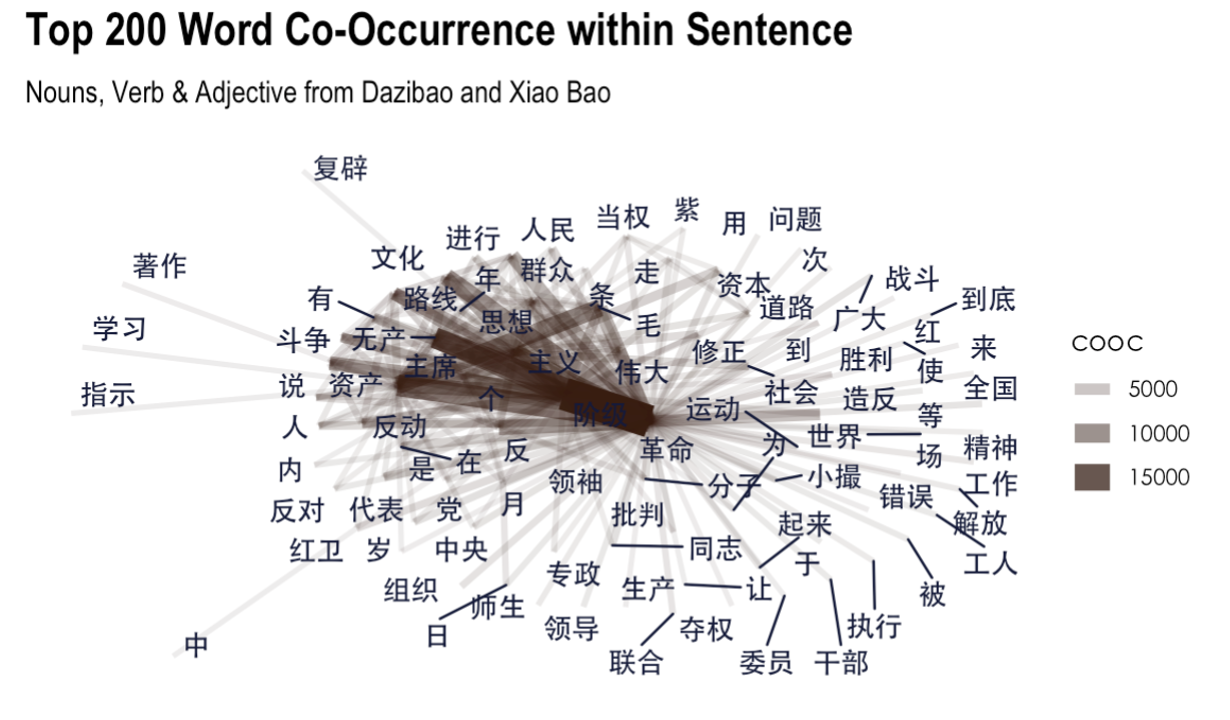 Top 200 Word Co-Occurrence within Sentence
Nouns, Verb & Adjective from Dazibao and Xiao Bao
复辟
当权 紫 用 问题
进行 人民
文化 群众 走 次
著作 年 资本 战斗
有 路线 条 道路 到底
学习 斗争 无产 思想 毛 广大 红
主席 主义 伟大 修正 到 胜利 来
指示 说 资产 个 社会 使 全国
阶级 运动 造反 等
人 反动 革命 为 世界
内 是 在 反 场 精神
领袖 分子 小撮 错误 工作
反对 代表 党 月 批判 起来 解放
红卫 岁 中央 同志 于 工人
专政
组织 师生 生产 让 被
中 日 领导 夺权 执行
联合 委员 干部
cooc
5000
10000
15000